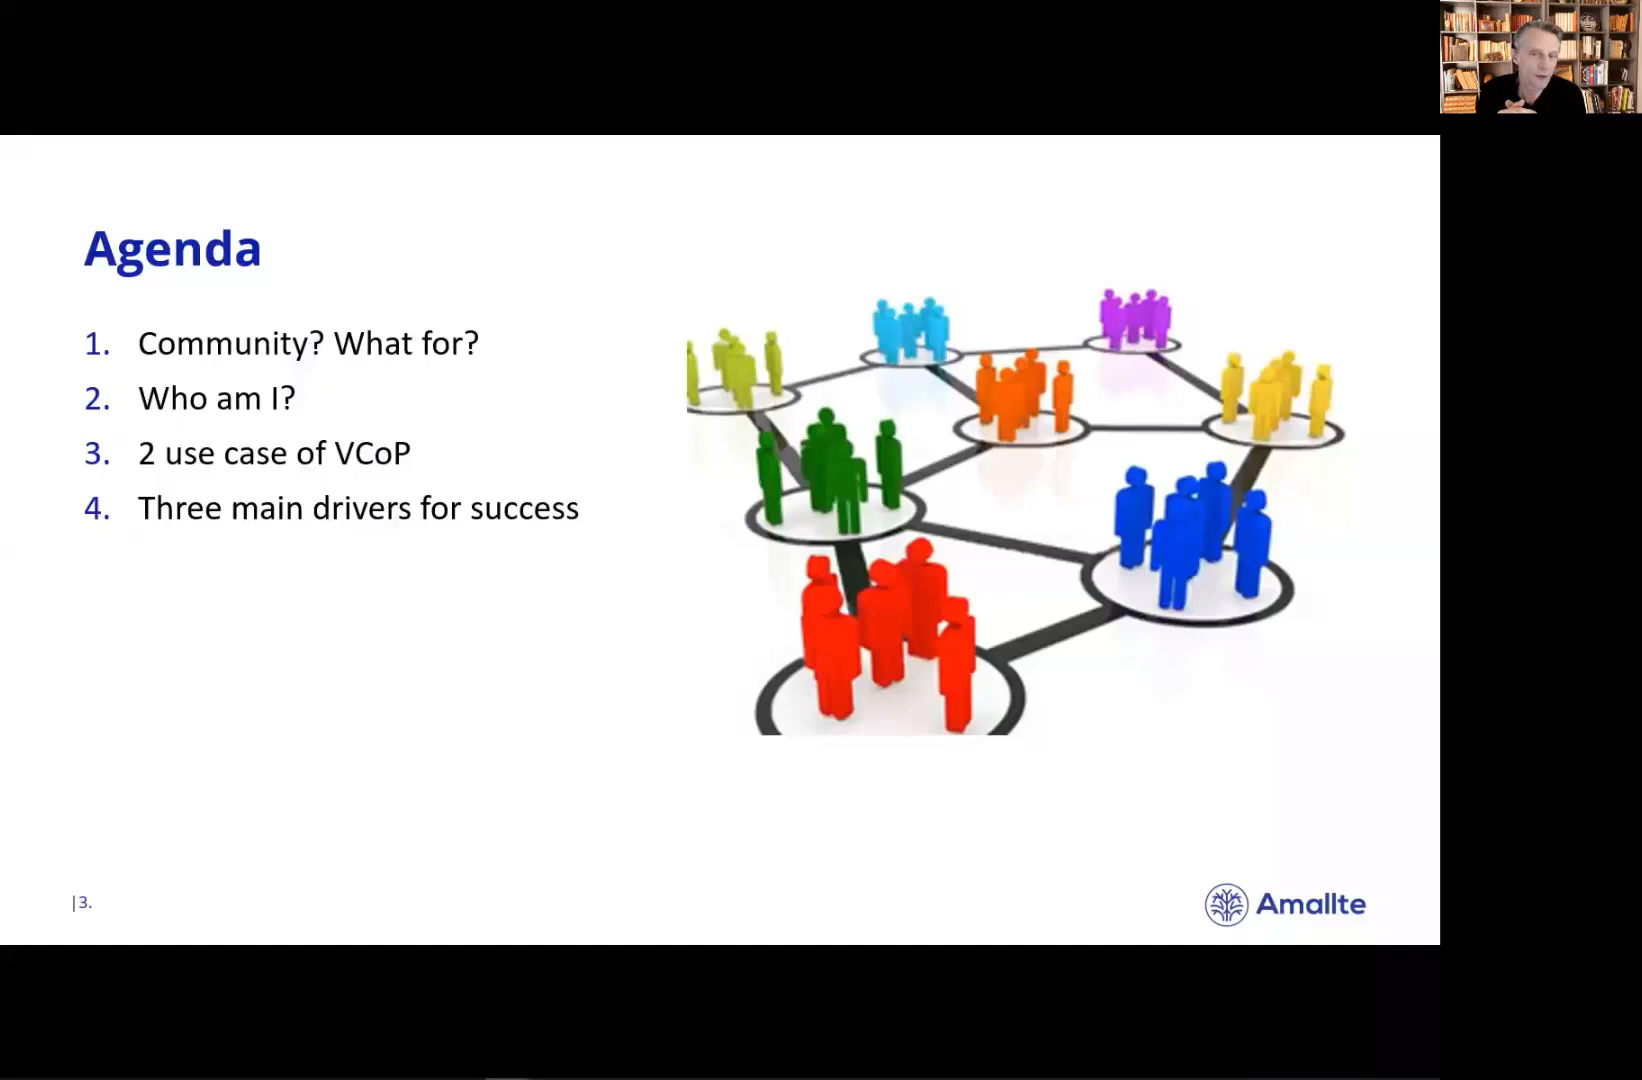 Agenda
1. Community? What for?
2. Who am I?
3. 2 use case of VCoP
4. Three main drivers for success
|3.
Amallte